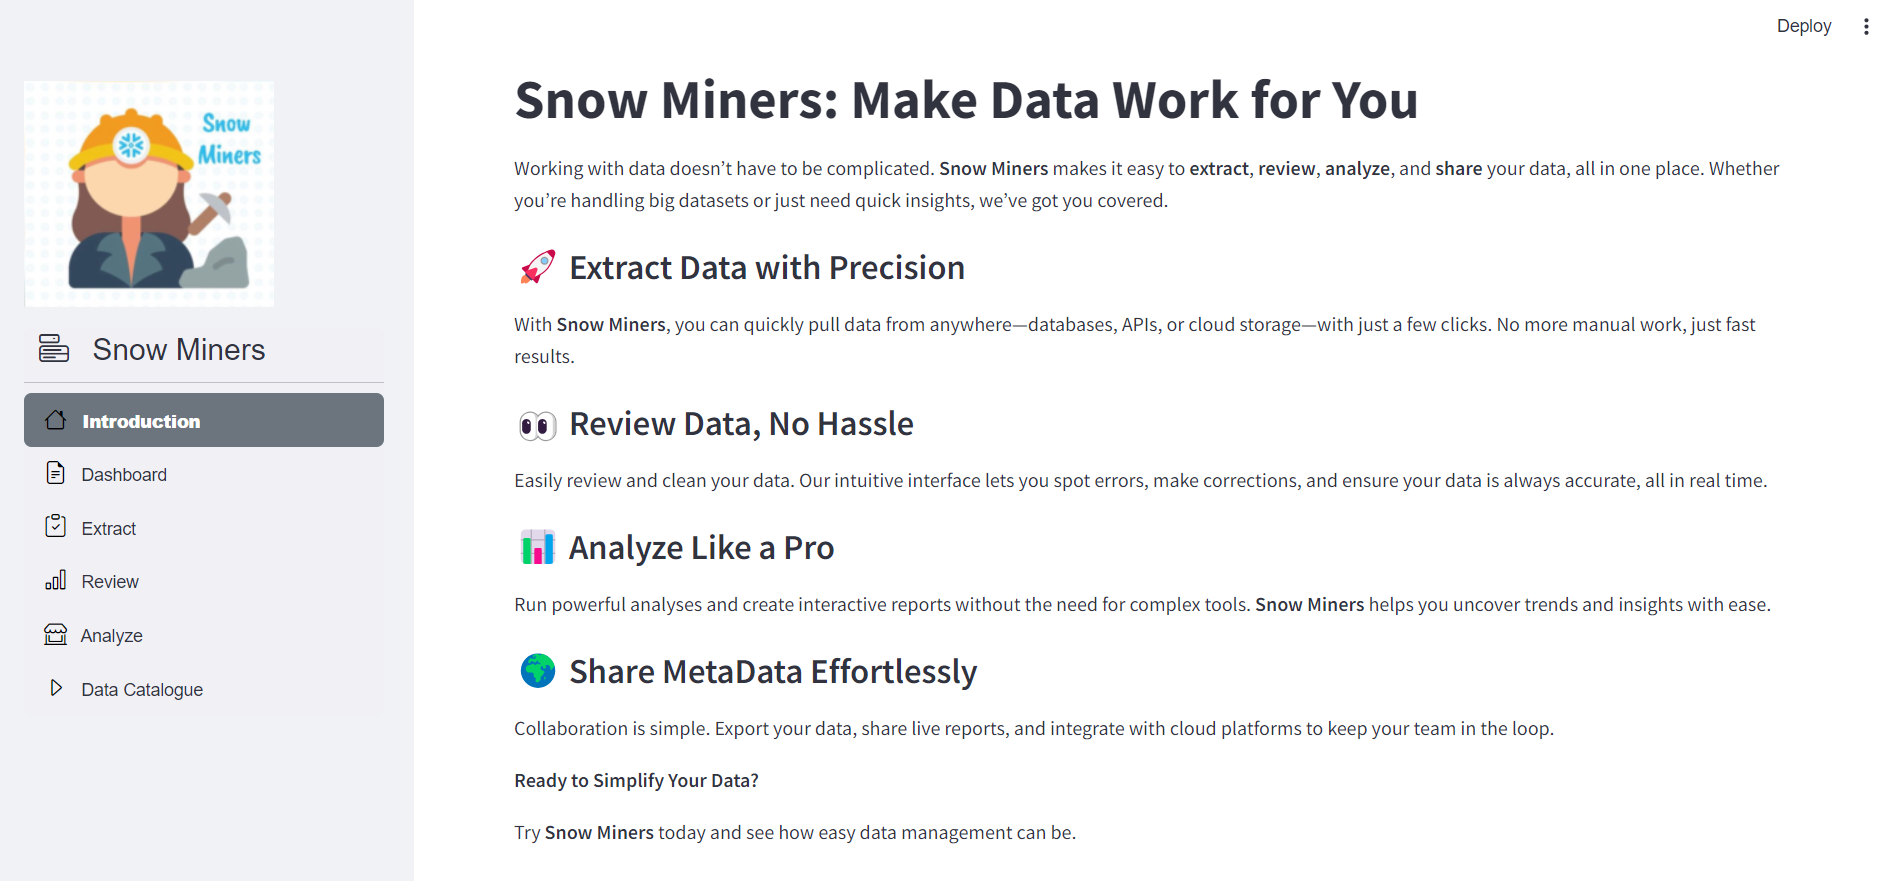 Deploy
Snow
Miners
Snow Miners
Introduction
Dashboard
Extract
Review
Analyze
Data Catalogue
Snow Miners: Make Data Work for You
Working with data doesn’t have to be complicated. Snow Miners makes it easy to extract, review, analyze, and share your data, all in one place. Whether
you’re handling big datasets or just need quick insights, we’ve got you covered.
Extract Data with Precision
With Snow Miners, you can quickly pull data from anywhere—databases, APIs, or cloud storage—with just a few clicks. No more manual work, just fast
results.
Review Data, No Hassle
Easily review and clean your data. Our intuitive interface lets you spot errors, make corrections, and ensure your data is always accurate, all in real time.
Analyze Like a Pro
Run powerful analyses and create interactive reports without the need for complex tools. Snow Miners helps you uncover trends and insights with ease.
Share MetaData Effortlessly
Collaboration is simple. Export your data, share live reports, and integrate with cloud platforms to keep your team in the loop.
Ready to Simplify Your Data?
Try Snow Miners today and see how easy data management can be.